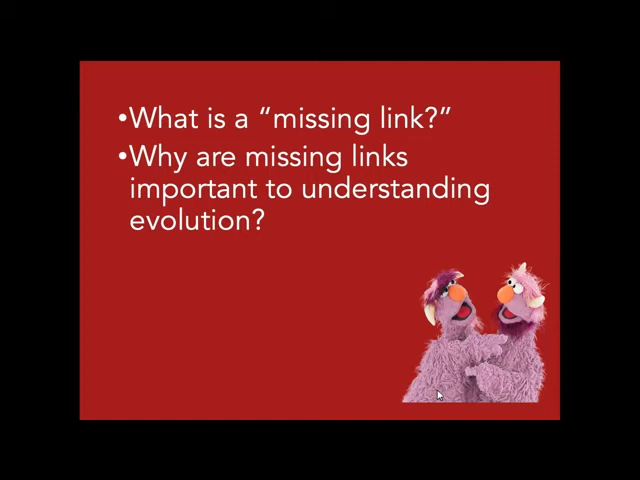 •What is a “missing link?”
•Why are missing links
important to understanding
evolution?